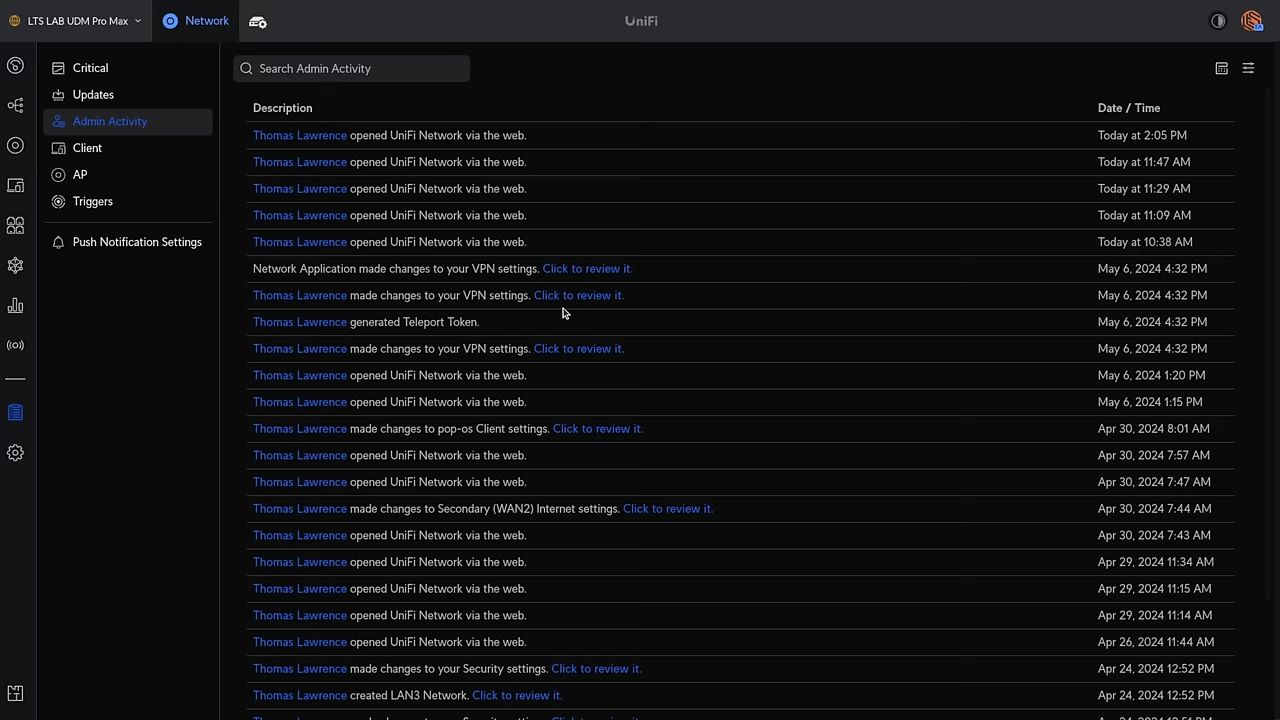 LTS LAB UDM Pro Max
Network
UniFi
Critical
Updates
Admin Activity
Client
AP
Triggers
Push Notification Settings
Search Admin Activity
Description Date / Time
Thomas Lawrence opened UniFi Network via the web. Today at 2:05 PM
Thomas Lawrence opened UniFi Network via the web. Today at 11:47 AM
Thomas Lawrence opened UniFi Network via the web. Today at 11:29 AM
Thomas Lawrence opened UniFi Network via the web. Today at 11:09 AM
Thomas Lawrence opened UniFi Network via the web. Today at 10:38 AM
Network Application made changes to your VPN settings. Click to review it. May 6, 2024 4:32 PM
Thomas Lawrence made changes to your VPN settings. Click to review it. May 6, 2024 4:32 PM
Thomas Lawrence generated Teleport Token. May 6, 2024 4:32 PM
Thomas Lawrence made changes to your VPN settings. Click to review it. May 6, 2024 4:32 PM
Thomas Lawrence opened UniFi Network via the web. May 6, 2024 1:20 PM
Thomas Lawrence opened UniFi Network via the web. May 6, 2024 1:15 PM
Thomas Lawrence made changes to pop-os Client settings. Click to review it. Apr 30, 2024 8:01 AM
Thomas Lawrence opened UniFi Network via the web. Apr 30, 2024 7:57 AM
Thomas Lawrence opened UniFi Network via the web. Apr 30, 2024 7:47 AM
Thomas Lawrence made changes to Secondary (WAN2) Internet settings. Click to review it. Apr 30, 2024 7:44 AM
Thomas Lawrence opened UniFi Network via the web. Apr 30, 2024 7:43 AM
Thomas Lawrence opened UniFi Network via the web. Apr 29, 2024 11:34 AM
Thomas Lawrence opened UniFi Network via the web. Apr 29, 2024 11:15 AM
Thomas Lawrence opened UniFi Network via the web. Apr 29, 2024 11:14 AM
Thomas Lawrence opened UniFi Network via the web. Apr 26, 2024 11:44 AM
Thomas Lawrence made changes to your Security settings. Click to review it. Apr 24, 2024 12:52 PM
Thomas Lawrence created LAN3 Network. Click to review it. Apr 24, 2024 12:52 PM